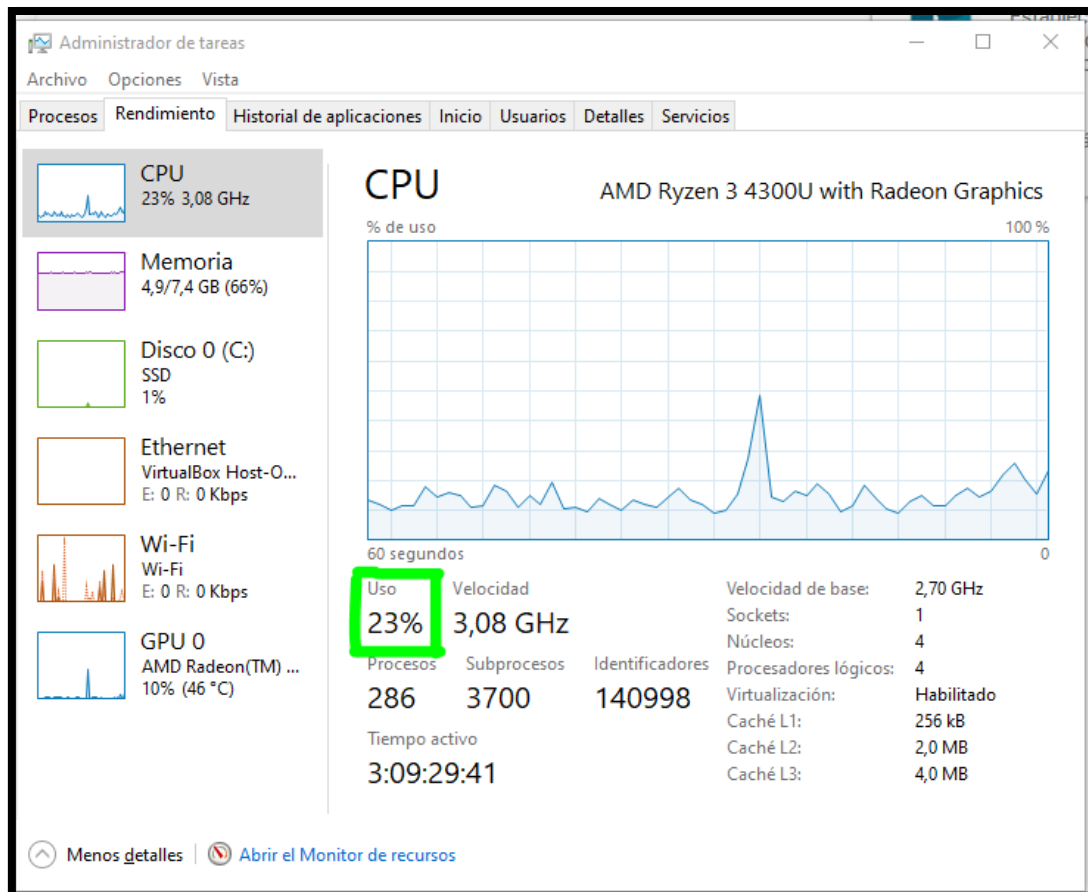 Administrador de tareas
Archivo Opciones Vista
Procesos Rendimiento Historial de aplicaciones Inicio Usuarios Detalles Servicios
CPU
23% 3,08 GHz
Memoria
4,9/7,4 GB (66%)
Disco 0 (C:)
SSD
1%
Ethernet
VirtualBox Host-O...
E: 0 R: 0 Kbps
Wi-Fi
Wi-Fi
E: 0 R: 0 Kbps
GPU 0
AMD Radeon(TM) ...
10% (46 °C)
CPU AMD Ryzen 3 4300U with Radeon Graphics
% de uso 100 %
60 segundos 0
Uso Velocidad
23% 3,08 GHz
Procesos Subprocesos Identificadores
286 3700 140998
Tiempo activo
3:09:29:41
Velocidad de base: 2,70 GHz
Sockets: 1
Núcleos: 4
Procesadores lógicos: 4
Virtualización: Habilitado
Caché L1: 256 kB
Caché L2: 2,0 MB
Caché L3: 4,0 MB
Menos detalles Abrir el Monitor de recursos